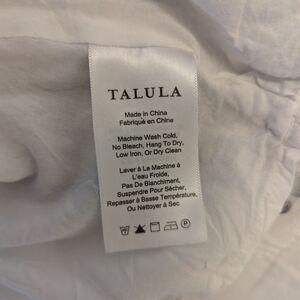 TALULA
Made in China
Fabriqué en Chine
Machine Wash Cold,
No Bleach, Hang To Dry,
Low Iron, Or Dry Clean
Laver à La Machine à
L'eau Froide,
Pas De Blanchiment,
Suspendre Pour Sécher,
Repasser à Basse Température,
Ou Nettoyer à Sec
P